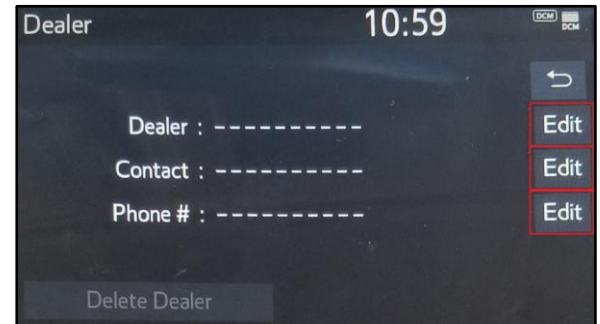 Dealer 10:59 DCM DCM
Dealer : ----------
Edit
Contact : ----------
Edit
Phone # : ----------
Edit
Delete Dealer